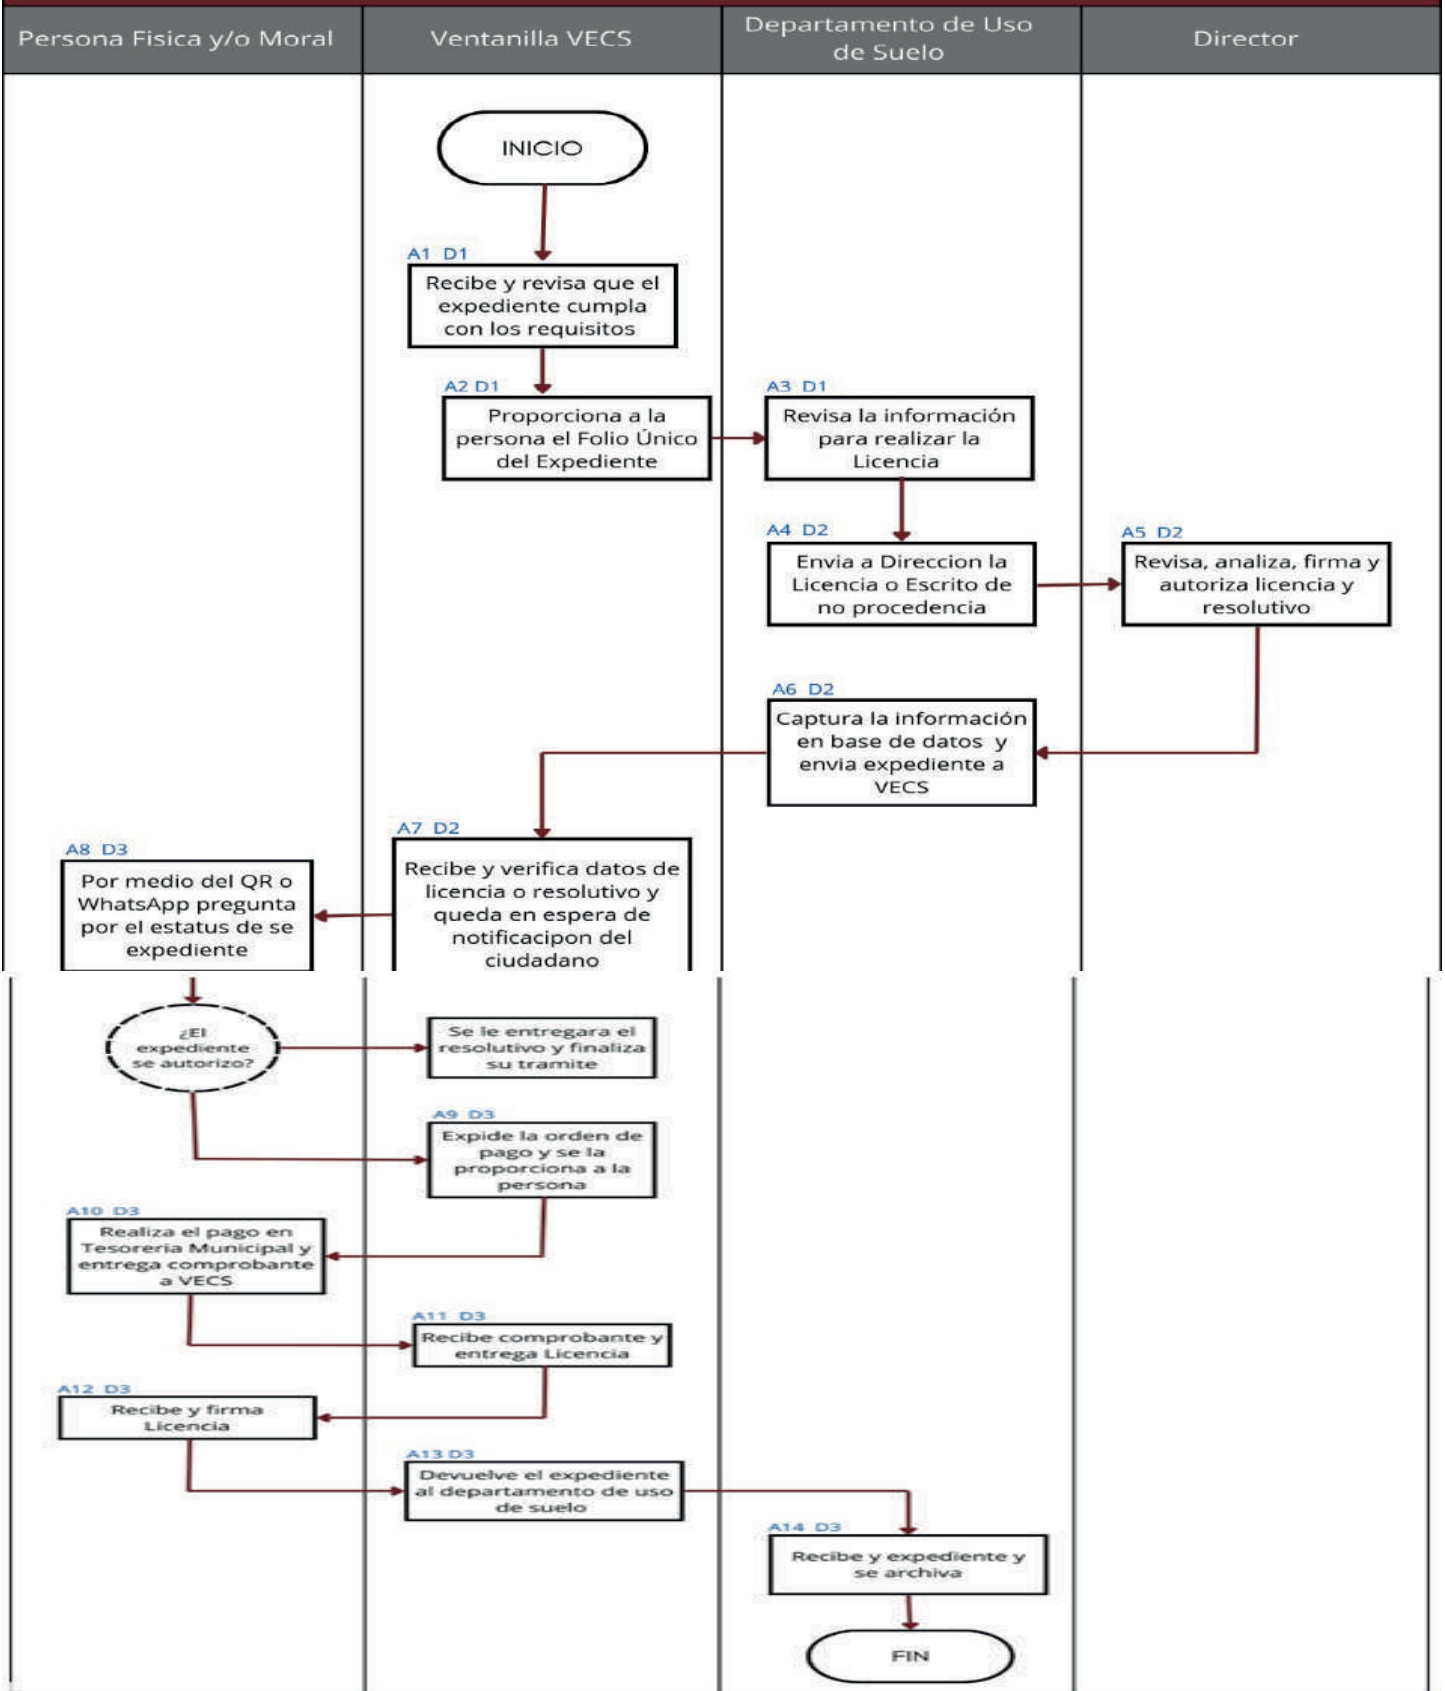 Persona Fisica y/o Moral
Ventanilla VECS
Departamento de Uso
de Suelo
Director
INICIO
A1 D1
Recibe y revisa que el
expediente cumpla
con los requisitos
A2 D1
Proporciona a la
persona el Folio Único
del Expediente
A3 D1
Revisa la información
para realizar la
Licencia
A4 D2
Envia a Direccion la
Licencia o Escrito de
no procedencia
A5 D2
Revisa, analiza, firma y
autoriza licencia y
resolutivo
A6 D2
Captura la información
en base de datos y
envia expediente a
VECS
A7 D2
Recibe y verifica datos de
licencia o resolutivo y
queda en espera de
notificacipon del
ciudadano
A8 D3
Por medio del QR o
WhatsApp pregunta
por el estatus de se
expediente
¿El
expediente
se autorizo?
Se le entregara el
resolutivo y finaliza
su tramite
A9 D3
Expide la orden de
pago y se la
proporciona a la
persona
A10 D3
Realiza el pago en
Tesoreria Municipal y
entrega comprobante
a VECS
A11 D3
Recibe comprobante y
entrega Licencia
A12 D3
Recibe y firma
Licencia
A13 D3
Devuelve el expediente
al departamento de uso
de suelo
A14 D3
Recibe y expediente y
se archiva
FIN